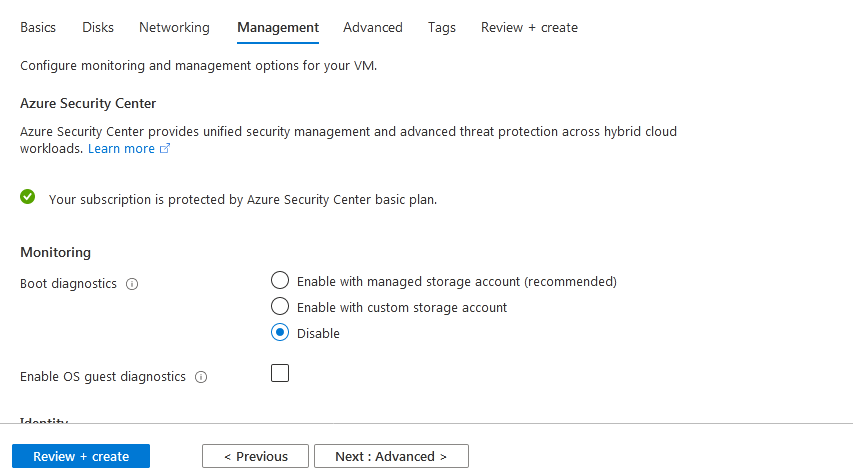 Basics Disks Networking Management Advanced Tags Review + create
Configure monitoring and management options for your VM.
Azure Security Center
Azure Security Center provides unified security management and advanced threat protection across hybrid cloud
workloads. Learn more
Your subscription is protected by Azure Security Center basic plan.
Monitoring
Boot diagnostics
Enable with managed storage account (recommended)
Enable with custom storage account
Disable
Enable OS guest diagnostics
Identity
Review + create < Previous Next : Advanced >